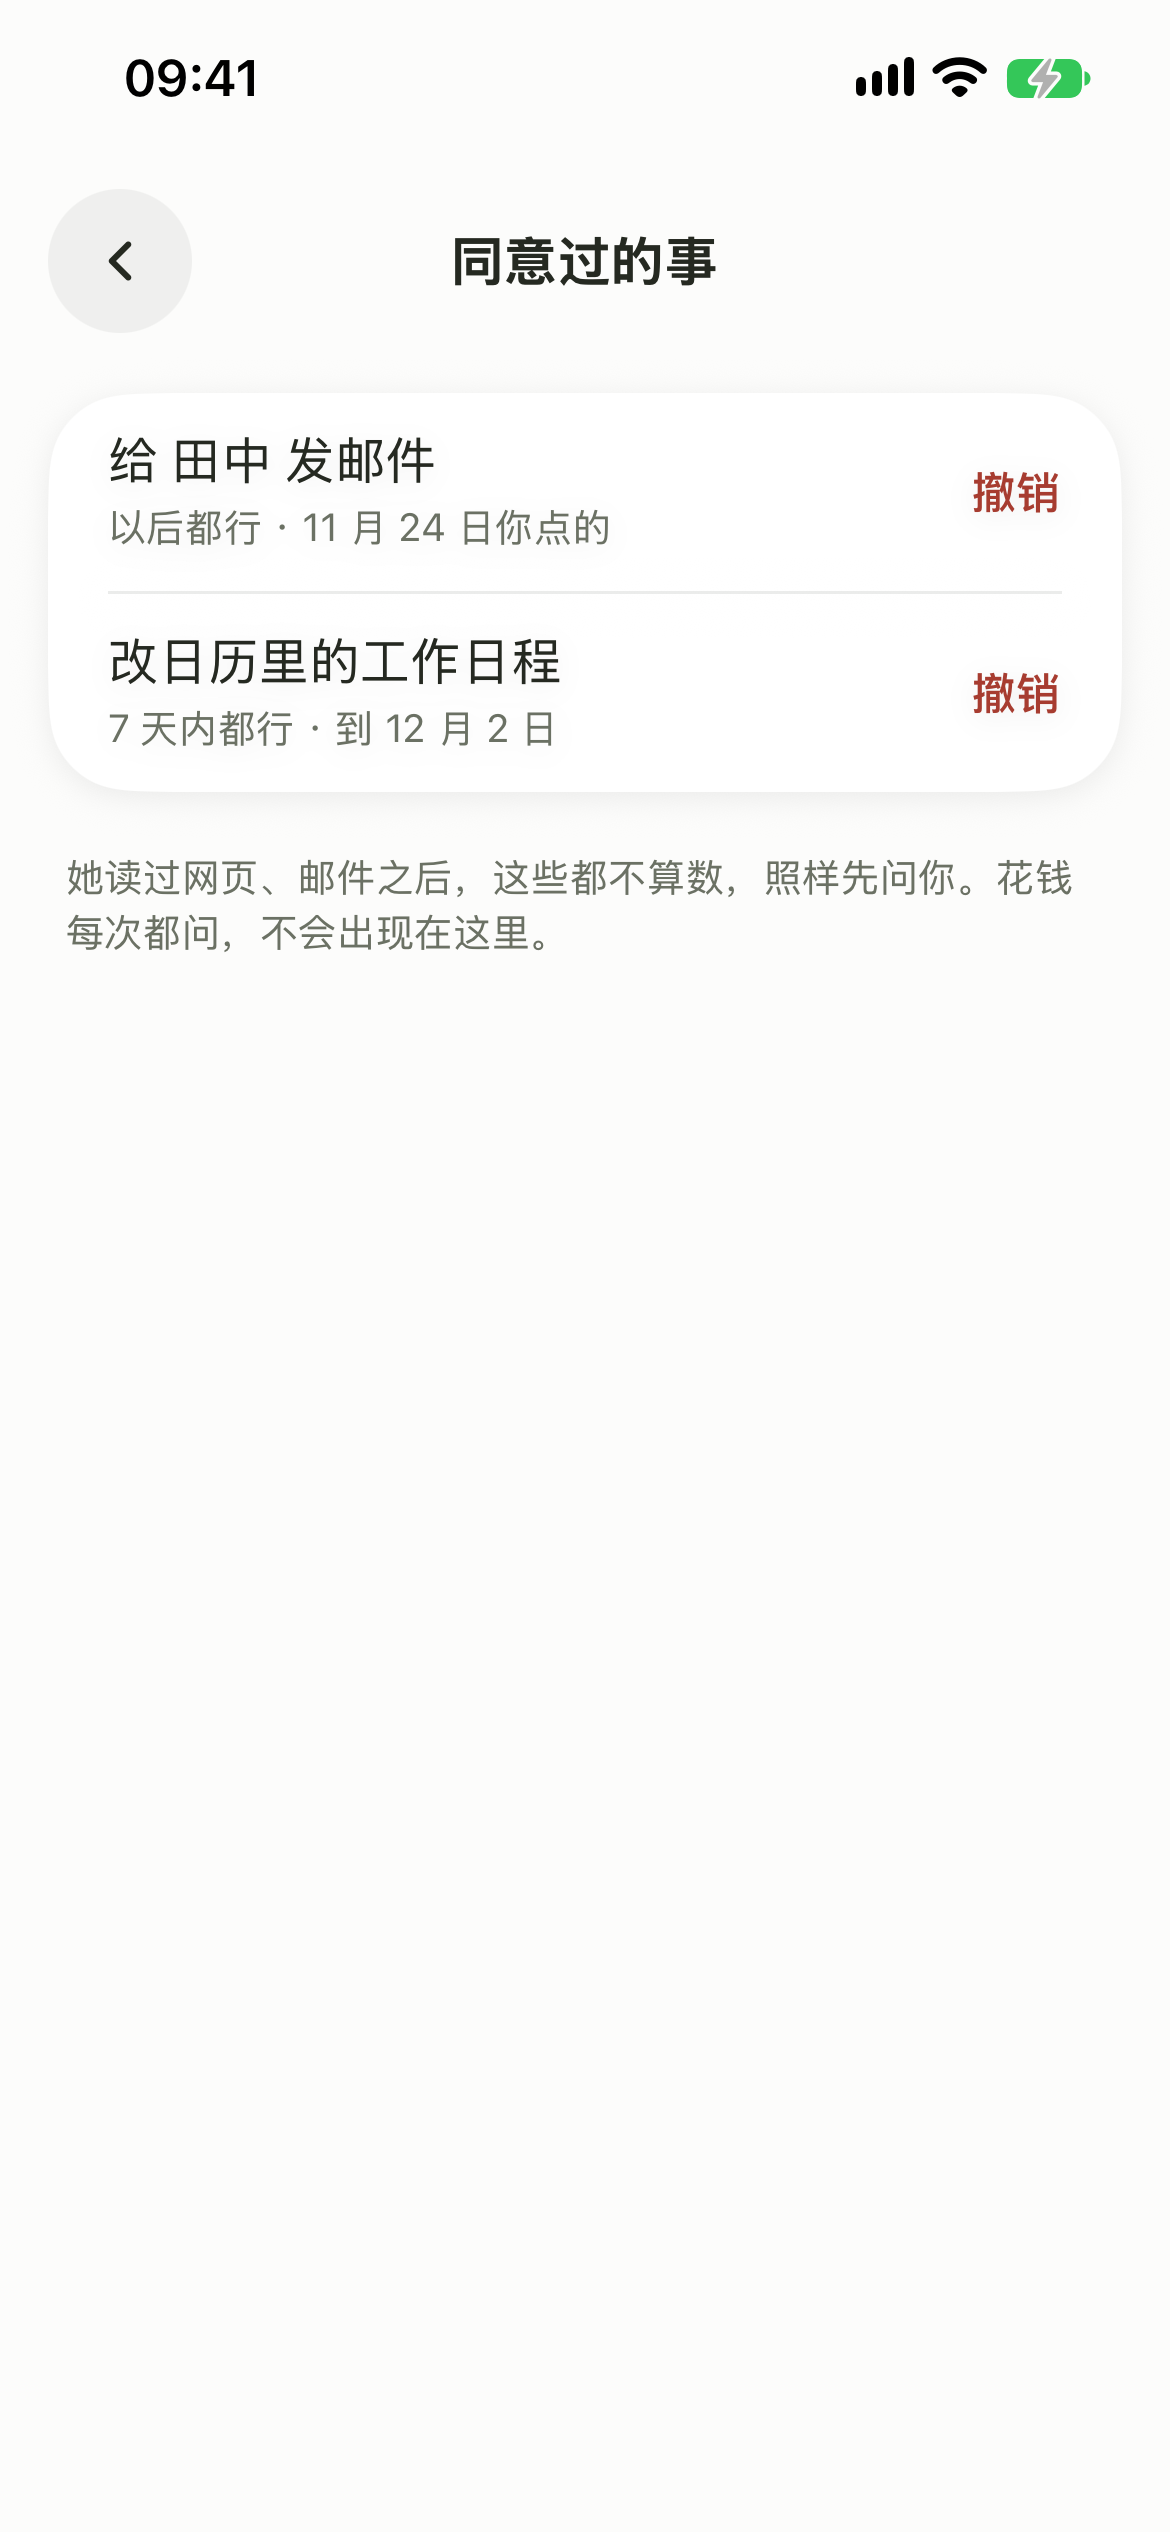 09:41
同意过的事
给 田中 发邮件
以后都行 · 11 月 24 日你点的
撤销
改日历里的工作日程
7 天内都行 · 到 12 月 2 日
撤销
她读过网页、邮件之后，这些都不算数，照样先问你。花钱
每次都问，不会出现在这里。